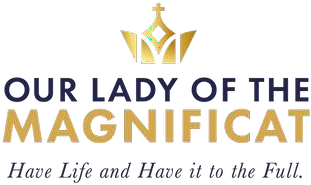 OUR LADY OF THE
MAGNIFICAT
Have Life and Have it to the Full.